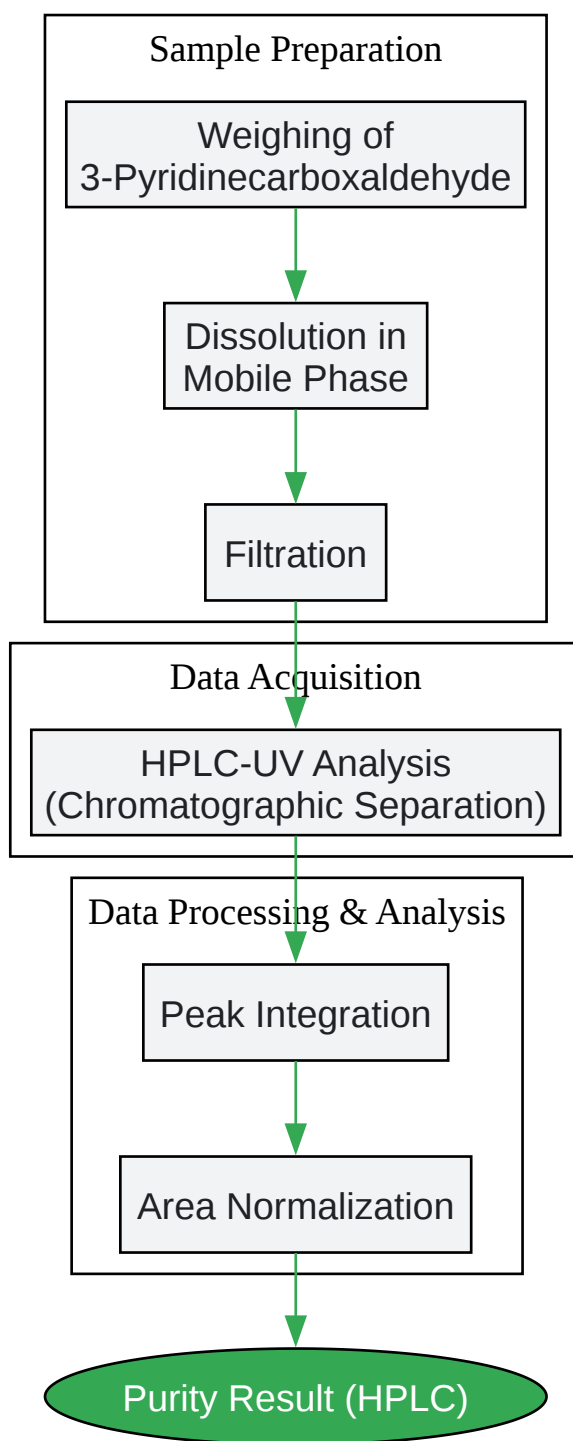 Sample Preparation
Weighing of
3-Pyridinecarboxaldehyde
Dissolution in
Mobile Phase
Filtration
Data Acquisition
HPLC-UV Analysis
(Chromatographic Separation)
Data Processing & Analysis
Peak Integration
Area Normalization
Purity Result (HPLC)